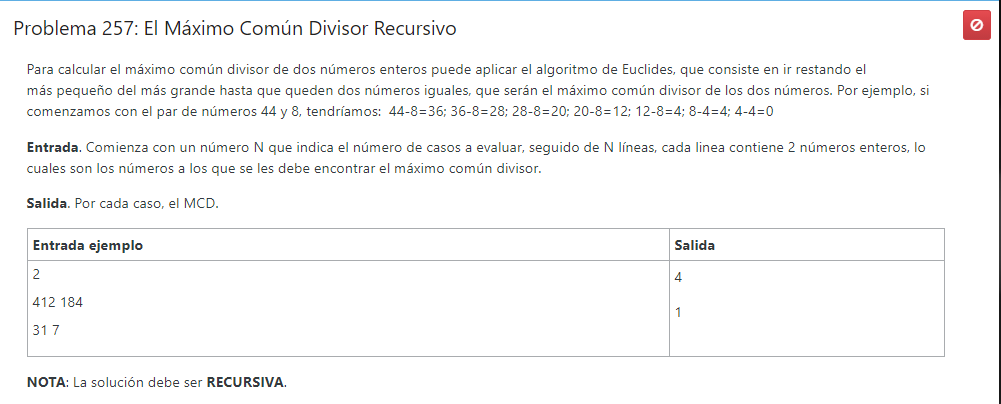 Problema 257: El Máximo Común Divisor Recursivo
Para calcular el máximo común divisor de dos números enteros puede aplicar el algoritmo de Euclides, que consiste en ir restando el
más pequeño del más grande hasta que queden dos números iguales, que serán el máximo común divisor de los dos números. Por ejemplo, si
comenzamos con el par de números 44 y 8, tendríamos: 44-8=36; 36-8=28; 28-8=20; 20-8=12; 12-8=4; 8-4=4; 4-4=0
Entrada. Comienza con un número N que indica el número de casos a evaluar, seguido de N líneas, cada linea contiene 2 números enteros, lo
cuales son los números a los que se les debe encontrar el máximo común divisor.
Salida. Por cada caso, el MCD.
Entrada ejemplo
Salida
2
412 184
31 7
4
1
NOTA: La solución debe ser RECURSIVA.